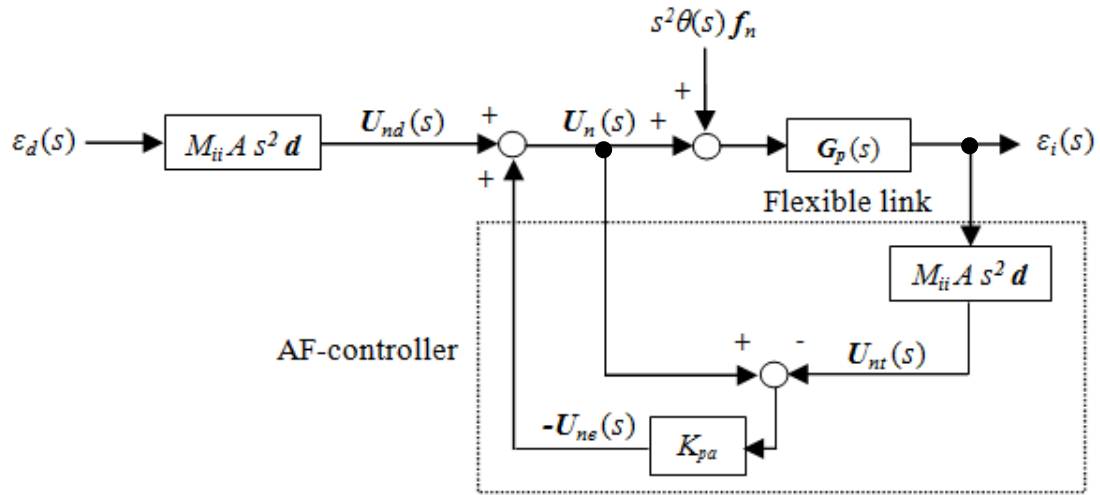 s²θ(s) fₙ
+
εd(s)
Mᵢᵢ A s² d
Uₙd(s)
+
+
Uₙ(s)
+
Gₚ(s)
εᵢ(s)
Flexible link
Mᵢᵢ A s² d
AF-controller
+
-
Uₙₜ(s)
-Uₙₑ(s)
Kₚₐ